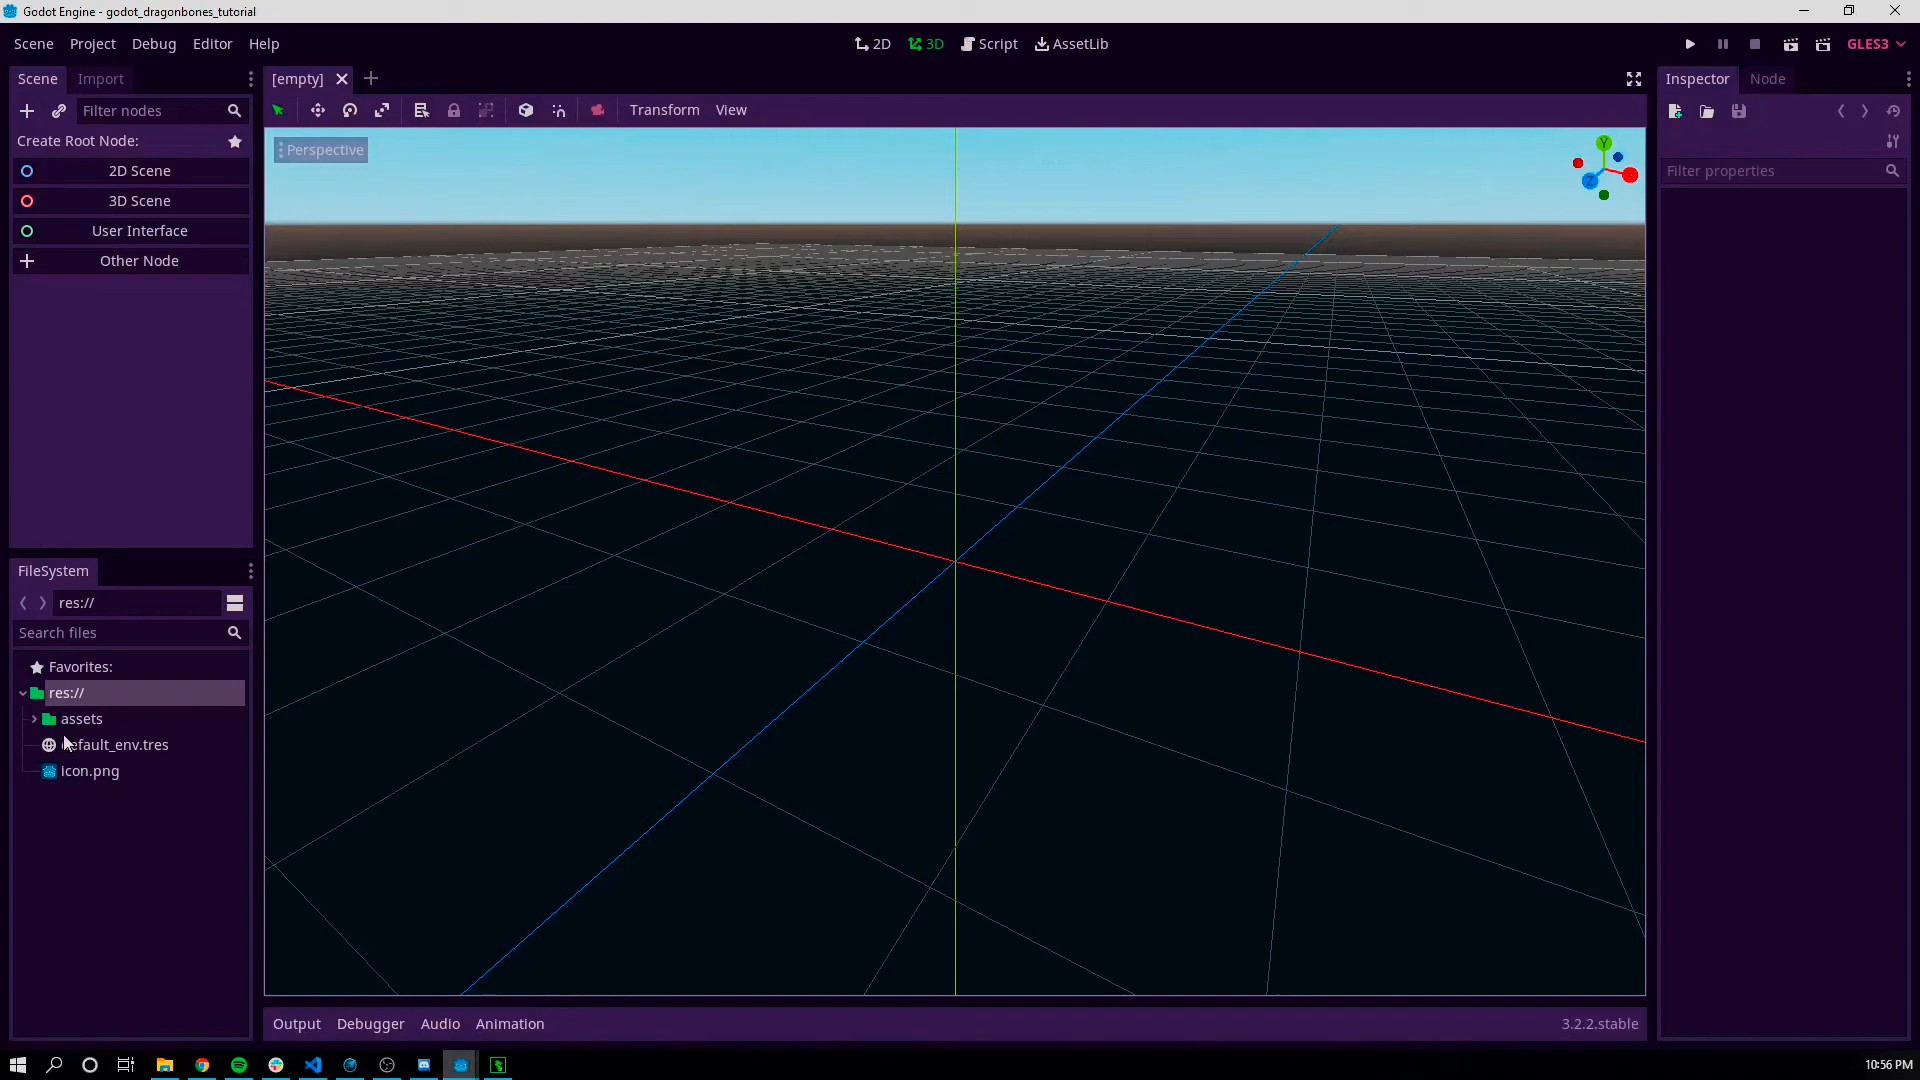 Godot Engine - godot_dragonbones_tutorial
Scene Project Debug Editor Help
2D 3D Script AssetLib
GLES3
Scene Import
Filter nodes
Create Root Node:
2D Scene
3D Scene
User Interface
Other Node
[empty]
Transform View
Perspective
Y
Z
Inspector Node
Filter properties
FileSystem
res://
Search files
Favorites:
res://
assets
default_env.tres
icon.png
Output Debugger Audio Animation
3.2.2.stable
10:56 PM